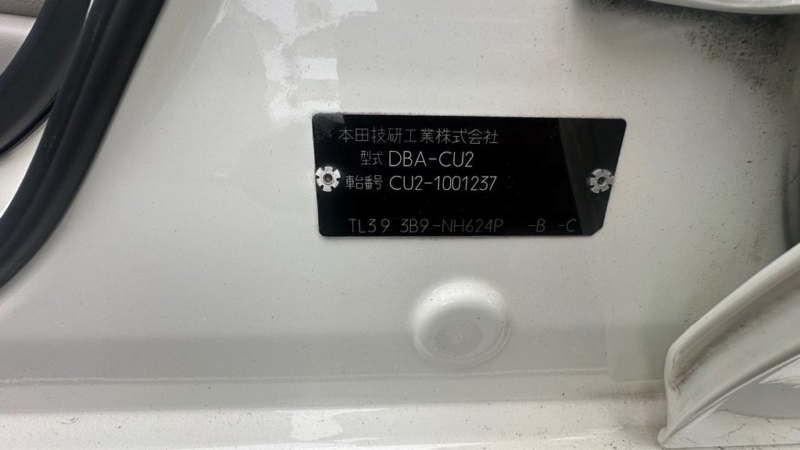 本田技研工業株式会社
型式 DBA-CU2
車台番号 CU2-1001237
TL39 3B9-NH624P -B -C